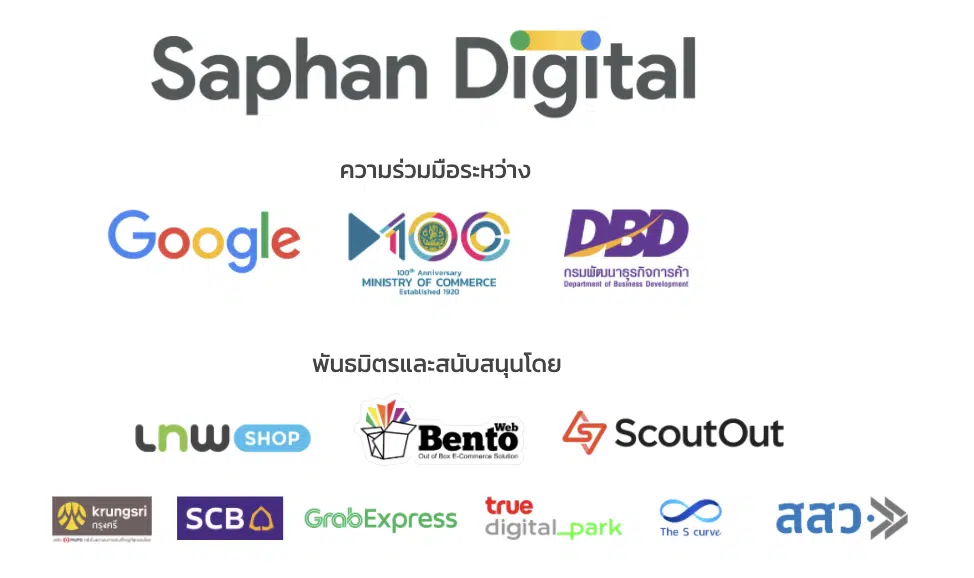 Saphan Digital
ความร่วมมือระหว่าง
Google
100
100th Anniversary
MINISTRY OF COMMERCE
Established 1920
DBD
กรมพัฒนาธุรกิจการค้า
Department of Business Development
พันธมิตรและสนับสนุนโดย
LnW SHOP
Bento Web
Out of Box E-Commerce Solution
ScoutOut
krungsri
กรุงศรี
SCB
GrabExpress
true
digital_park
The S curve
สสว